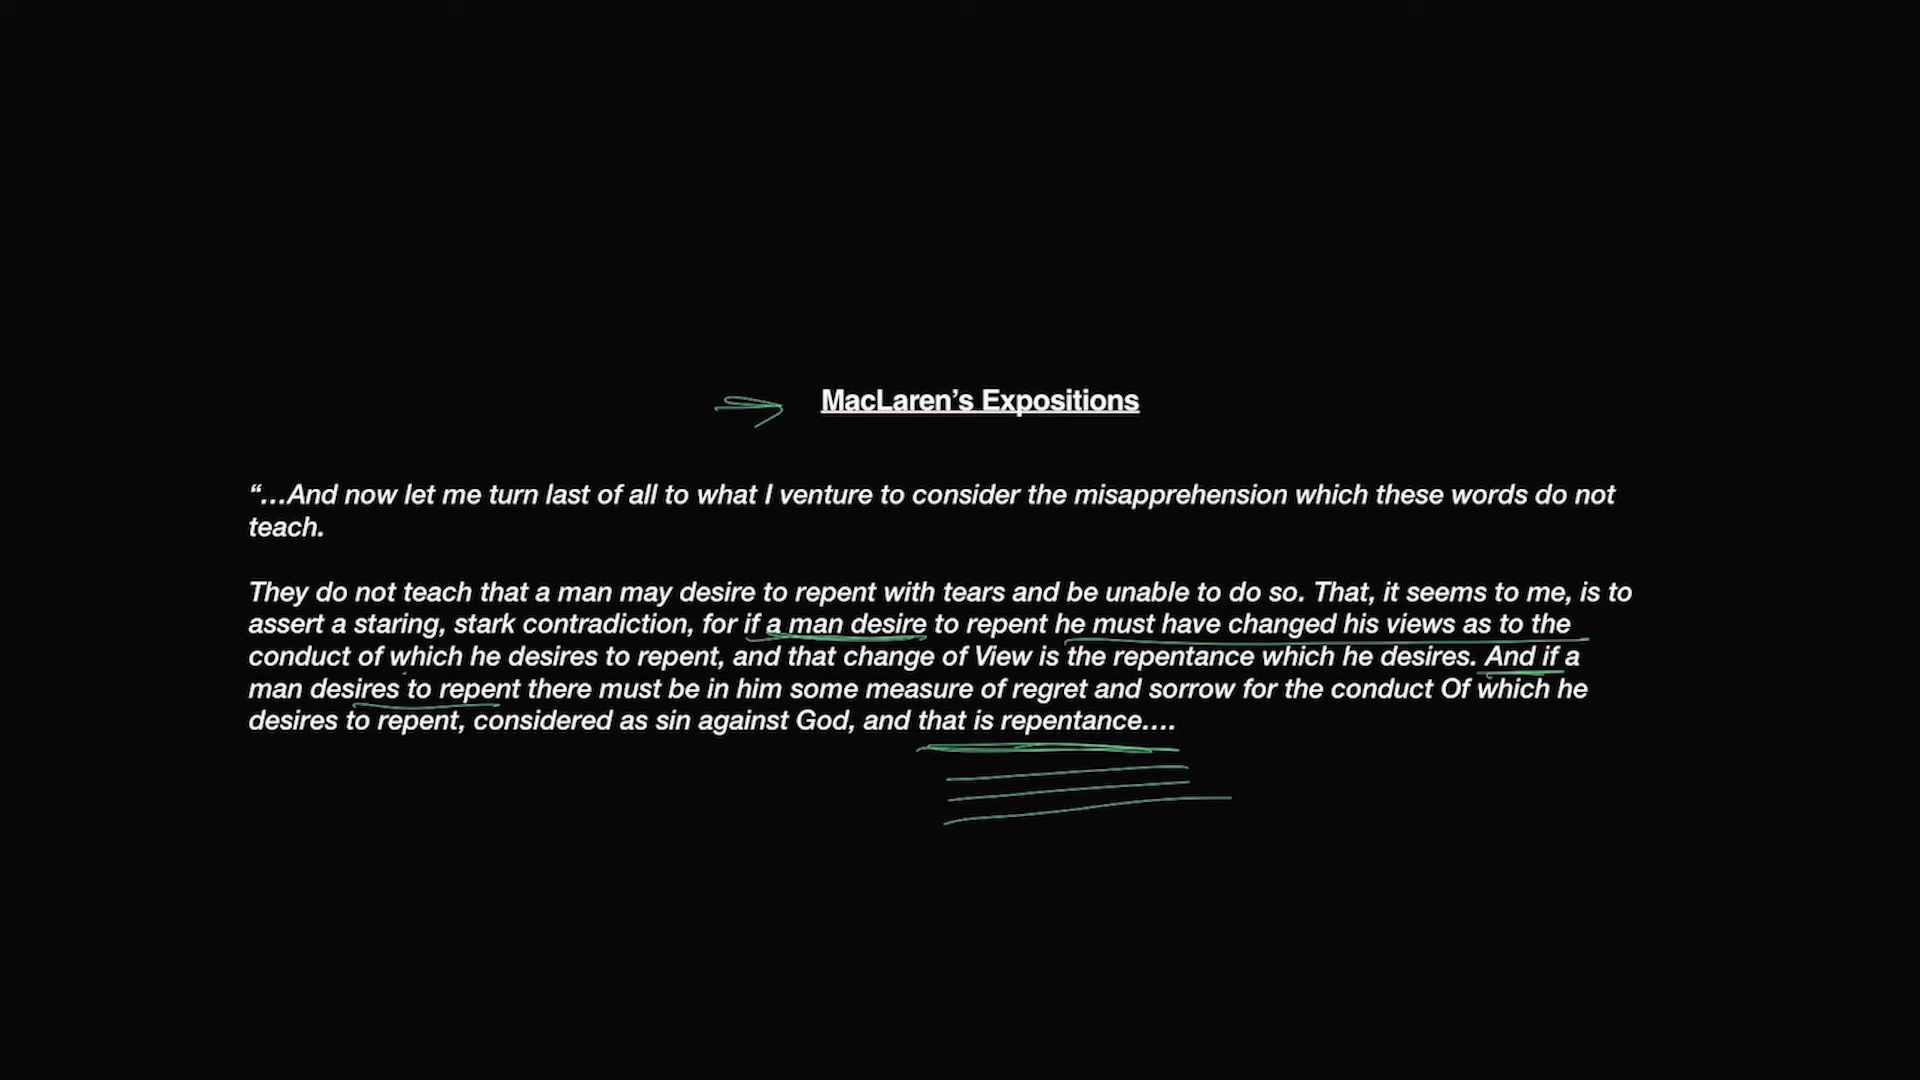 MacLaren’s Expositions
“…And now let me turn last of all to what I venture to consider the misapprehension which these words do not
teach.
They do not teach that a man may desire to repent with tears and be unable to do so. That, it seems to me, is to
assert a staring, stark contradiction, for if a man desire to repent he must have changed his views as to the
conduct of which he desires to repent, and that change of View is the repentance which he desires. And if a
man desires to repent there must be in him some measure of regret and sorrow for the conduct Of which he
desires to repent, considered as sin against God, and that is repentance….